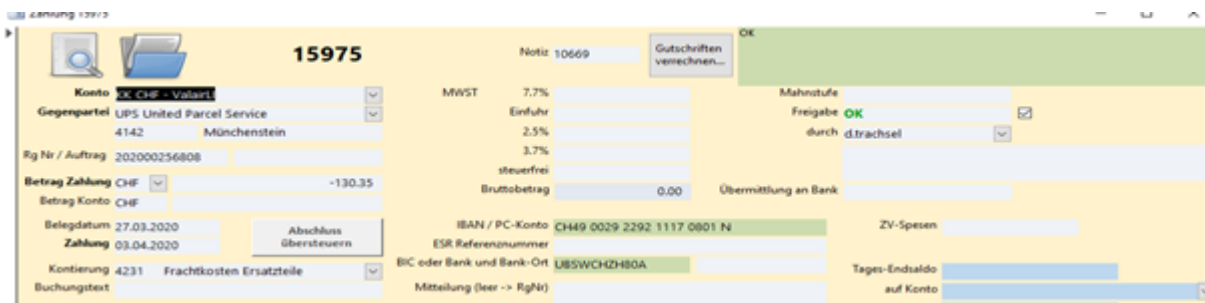 Zahlung 15975
15975
Notiz 10669
Gutschriften
verrechnen...
OK
Konto KK CHF - Valairt.l
MWST 7.7%
Mahnstufe
Gegenpartei UPS United Parcel Service
Einfuhr
Freigabe OK
4142 Münchenstein
2.5%
durch d.trachsel
Rg Nr / Auftrag 202000256808
3.7%
steuerfrei
Betrag Zahlung CHF -130.35
Bruttobetrag 0.00
Übermittlung an Bank
Betrag Konto CHF
Belegdatum 27.03.2020
Abschluss
übersteuern
IBAN / PC-Konto CH49 0029 2292 1117 0801 N
ZV-Spesen
Zahlung 03.04.2020
ESR Referenznummer
Kontierung 4231 Frachtkosten Ersatzteile
BIC oder Bank und Bank-Ort UBSWCHZH80A
Tages-Endsaldo
Buchungstext
Mitteilung (leer -> RgNr)
auf Konto